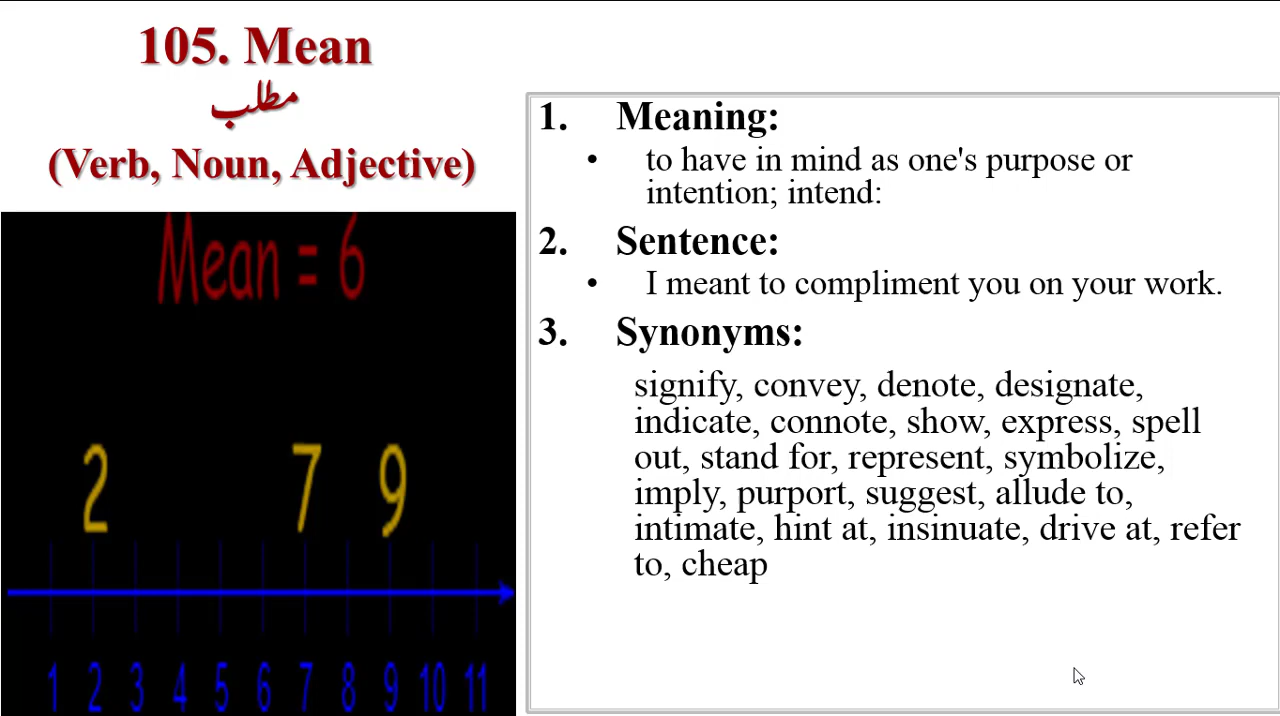 105. Mean
مطلب
(Verb, Noun, Adjective)
Mean = 6
2 7 9
1 2 3 4 5 6 7 8 9 10 11
1. Meaning:
• to have in mind as one's purpose or
intention; intend:
2. Sentence:
• I meant to compliment you on your work.
3. Synonyms:
signify, convey, denote, designate,
indicate, connote, show, express, spell
out, stand for, represent, symbolize,
imply, purport, suggest, allude to,
intimate, hint at, insinuate, drive at, refer
to, cheap